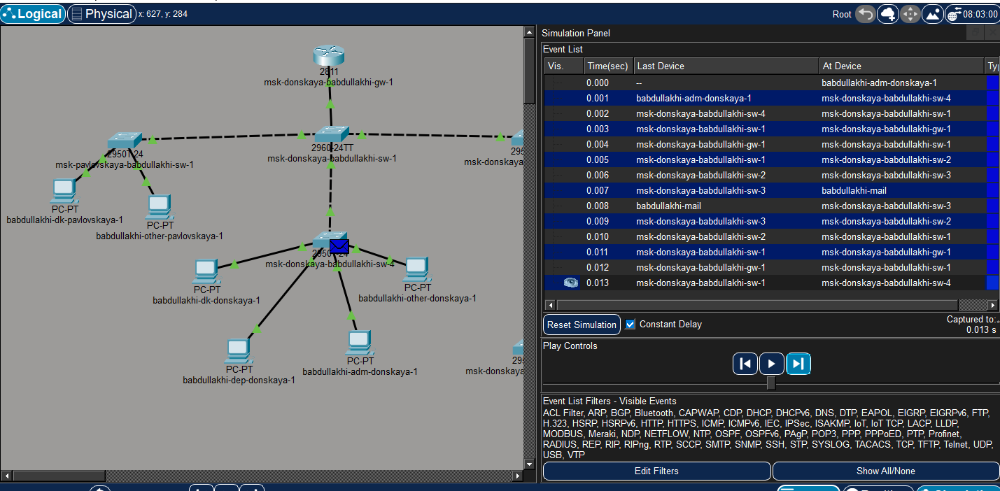 Logical Physical x: 627, y: 284 Root 08:03:00
2811
msk-donskaya-babdullakhi-gw-1
2950T-24
msk-pavlovskaya-babdullakhi-sw-1
2960-24TT
msk-donskaya-babdullakhi-sw-1
295
msk-donskaya
PC-PT
babdullakhi-dk-pavlovskaya-1
PC-PT
babdullakhi-other-pavlovskaya-1
msk-donskaya-babdullakhi-sw-4
PC-PT
babdullakhi-dk-donskaya-1
PC-PT
babdullakhi-other-donskaya-1
PC-PT
babdullakhi-dep-donskaya-1
PC-PT
babdullakhi-adm-donskaya-1
295
msk-donskaya
Simulation Panel
Event List
Vis. Time(sec) Last Device At Device Typ
0.000 -- babdullakhi-adm-donskaya-1
0.001 babdullakhi-adm-donskaya-1 msk-donskaya-babdullakhi-sw-4
0.002 msk-donskaya-babdullakhi-sw-4 msk-donskaya-babdullakhi-sw-1
0.003 msk-donskaya-babdullakhi-sw-1 msk-donskaya-babdullakhi-gw-1
0.004 msk-donskaya-babdullakhi-gw-1 msk-donskaya-babdullakhi-sw-1
0.005 msk-donskaya-babdullakhi-sw-1 msk-donskaya-babdullakhi-sw-2
0.006 msk-donskaya-babdullakhi-sw-2 msk-donskaya-babdullakhi-sw-3
0.007 msk-donskaya-babdullakhi-sw-3 babdullakhi-mail
0.008 babdullakhi-mail msk-donskaya-babdullakhi-sw-3
0.009 msk-donskaya-babdullakhi-sw-3 msk-donskaya-babdullakhi-sw-2
0.010 msk-donskaya-babdullakhi-sw-2 msk-donskaya-babdullakhi-sw-1
0.011 msk-donskaya-babdullakhi-sw-1 msk-donskaya-babdullakhi-gw-1
0.012 msk-donskaya-babdullakhi-gw-1 msk-donskaya-babdullakhi-sw-1
0.013 msk-donskaya-babdullakhi-sw-1 msk-donskaya-babdullakhi-sw-4
Reset Simulation Constant Delay Captured to:
0.013 s
Play Controls
Event List Filters - Visible Events
ACL Filter, ARP, BGP, Bluetooth, CAPWAP, CDP, DHCP, DHCPv6, DNS, DTP, EAPOL, EIGRP, EIGRPv6, FTP,
H.323, HSRP, HSRPv6, HTTP, HTTPS, ICMP, ICMPv6, IEC, IPSec, ISAKMP, IoT, IoT TCP, LACP, LLDP,
MODBUS, Meraki, NDP, NETFLOW, NTP, OSPF, OSPFv6, PAgP, POP3, PPP, PPPoED, PTP, Profinet,
RADIUS, REP, RIP, RIPng, RTP, SCCP, SMTP, SNMP, SSH, STP, SYSLOG, TACACS, TCP, TFTP, Telnet, UDP,
USB, VTP
Edit Filters Show All/None